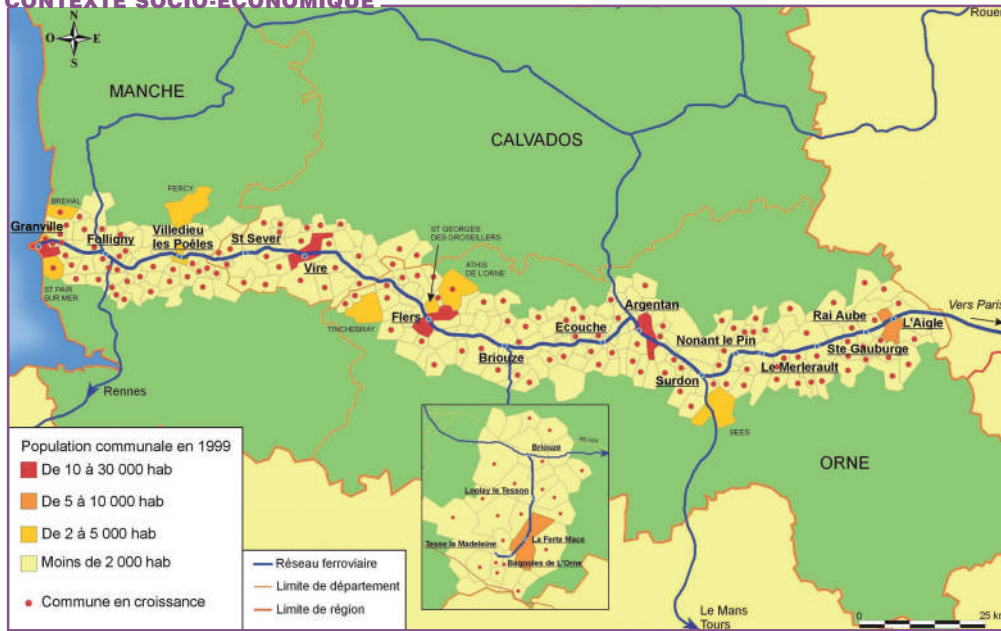 CONTEXTE SOCIO-ECONOMIQUE
N
O
E
S
Rouen
MANCHE
CALVADOS
PERCY
BREHAL
Granville
Folligny
Villedieu
les Poêles
St Sever
Vire
ST GEORGES
DES GROSEILLERS
ATHIS
DE L'ORNE
ST PAIR
SUR MER
TINCHEBRAY
Flers
Briouze
Ecouche
Argentan
Nonant le Pin
Surdon
Rai Aube
L'Aigle
Vers Paris
Ste Gauburge
Le Merlerault
SEES
Rennes
ORNE
Briouze
Lonlay le Tesson
La Ferte Mace
Tesse la Madeleine
Bagnoles de L'Orne
Population communale en 1999
De 10 à 30 000 hab
De 5 à 10 000 hab
De 2 à 5 000 hab
Moins de 2 000 hab
Commune en croissance
Réseau ferroviaire
Limite de département
Limite de région
Le Mans
Tours
0
25 km